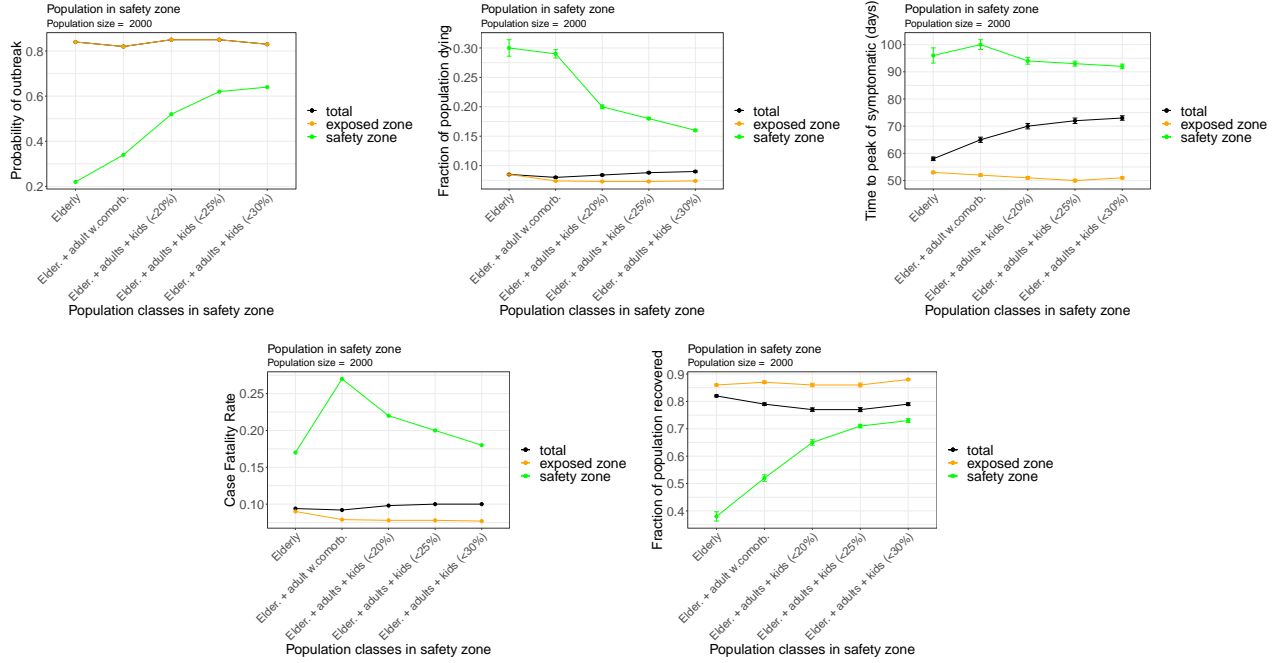 Population in safety zone
Population size =  2000
Probability of outbreak
0.8
0.6
0.4
0.2
Elderly
Elder. + adult w.comorb.
Elder. + adults + kids (<20%)
Elder. + adults + kids (<25%)
Elder. + adults + kids (<30%)
Population classes in safety zone
total
exposed zone
safety zone
Population in safety zone
Population size =  2000
Fraction of population dying
0.30
0.25
0.20
0.15
0.10
Elderly
Elder. + adult w.comorb.
Elder. + adults + kids (<20%)
Elder. + adults + kids (<25%)
Elder. + adults + kids (<30%)
Population classes in safety zone
total
exposed zone
safety zone
Population in safety zone
Population size =  2000
Time to peak of symptomatic (days)
100
90
80
70
60
50
Elderly
Elder. + adult w.comorb.
Elder. + adults + kids (<20%)
Elder. + adults + kids (<25%)
Elder. + adults + kids (<30%)
Population classes in safety zone
total
exposed zone
safety zone
Population in safety zone
Population size =  2000
Case Fatality Rate
0.25
0.20
0.15
0.10
Elderly
Elder. + adult w.comorb.
Elder. + adults + kids (<20%)
Elder. + adults + kids (<25%)
Elder. + adults + kids (<30%)
Population classes in safety zone
total
exposed zone
safety zone
Population in safety zone
Population size =  2000
Fraction of population recovered
0.9
0.8
0.7
0.6
0.5
0.4
Elderly
Elder. + adult w.comorb.
Elder. + adults + kids (<20%)
Elder. + adults + kids (<25%)
Elder. + adults + kids (<30%)
Population classes in safety zone
total
exposed zone
safety zone